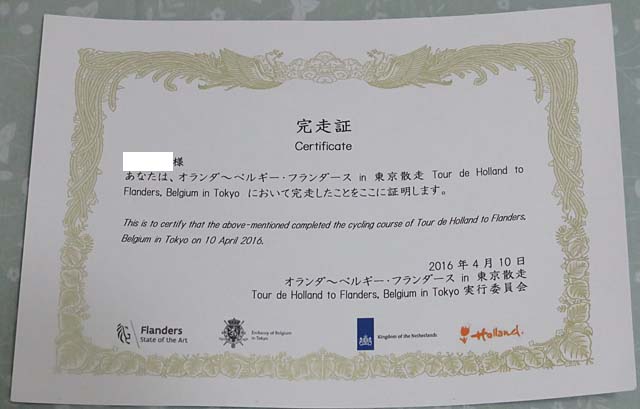 完走証
Certificate
様
あなたは、オランダ〜ベルギー・フランダース in 東京散走 Tour de Holland to
Flanders, Belgium in Tokyo において完走したことをここに証明します。
This is to certify that the above-mentioned completed the cycling course of Tour de Holland to Flanders,
Belgium in Tokyo on 10 April 2016.
2016 年 4 月 10 日
オランダ〜ベルギー・フランダース in 東京散走
Tour de Holland to Flanders, Belgium in Tokyo 実行委員会
Flanders
State of the Art
Embassy of Belgium
in Tokyo
Kingdom of the Netherlands
Holland.